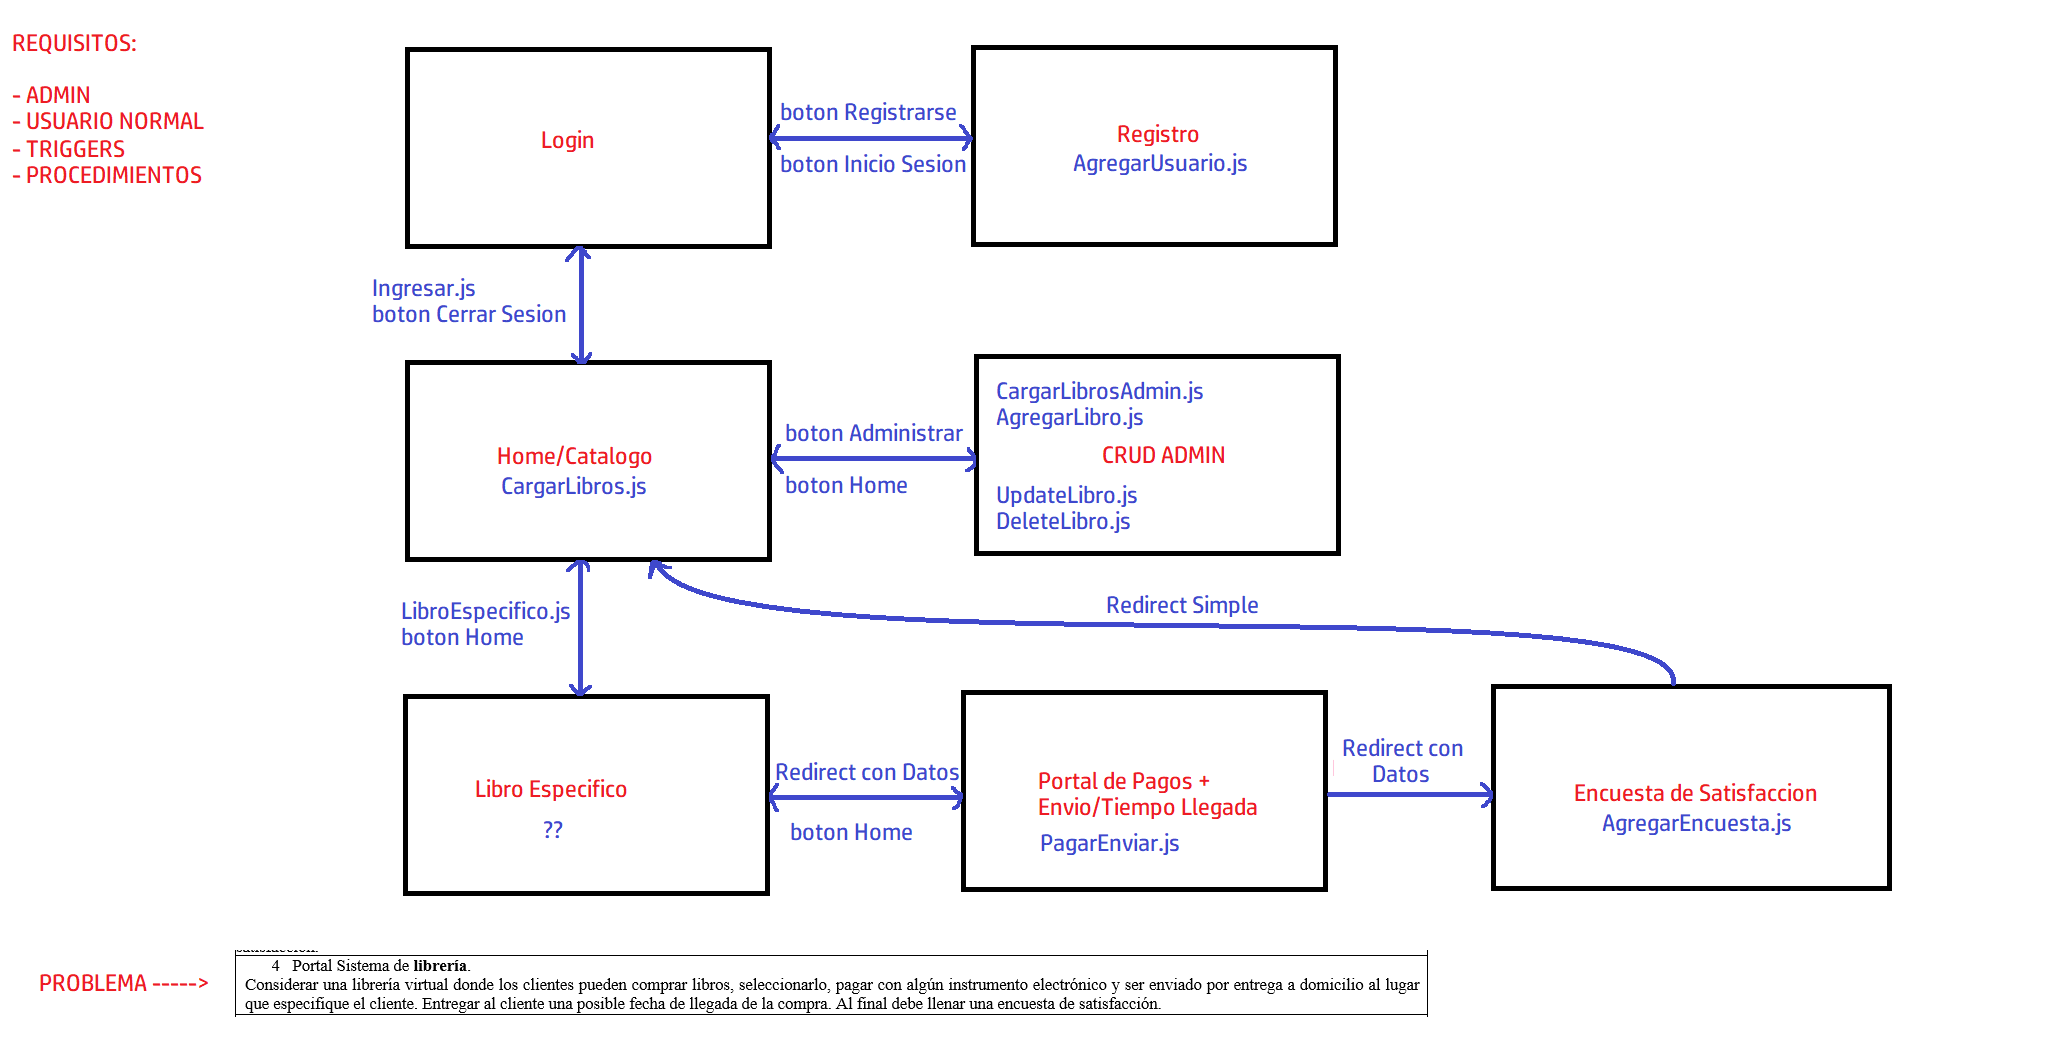 REQUISITOS:
- ADMIN
- USUARIO NORMAL
- TRIGGERS
- PROCEDIMIENTOS
Login
boton Registrarse
boton Inicio Sesion
Registro
AgregarUsuario.js
Ingresar.js
boton Cerrar Sesion
Home/Catalogo
CargarLibros.js
boton Administrar
boton Home
CargarLibrosAdmin.js
AgregarLibro.js
CRUD ADMIN
UpdateLibro.js
DeleteLibro.js
LibroEspecifico.js
boton Home
Redirect Simple
Libro Especifico
??
Redirect con Datos
boton Home
Portal de Pagos +
Envio/Tiempo Llegada
PagarEnviar.js
Redirect con
Datos
Encuesta de Satisfaccion
AgregarEncuesta.js
PROBLEMA ----->
4 Portal Sistema de librería.
Considerar una librería virtual donde los clientes pueden comprar libros, seleccionarlo, pagar con algún instrumento electrónico y ser enviado por entrega a domicilio al lugar
que especifique el cliente. Entregar al cliente una posible fecha de llegada de la compra. Al final debe llenar una encuesta de satisfacción.